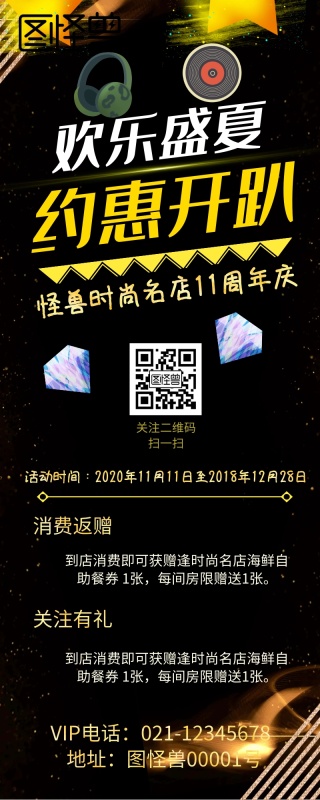 图怪兽
欢乐盛夏
约惠开趴
怪兽时尚名店11周年庆
图怪兽
关注二维码
扫一扫
活动时间：2020年11月11日至2018年12月28日
消费返赠
到店消费即可获赠逢时尚名店海鲜自
助餐券 1张，每间房限赠送1张。
关注有礼
到店消费即可获赠逢时尚名店海鲜自
助餐券 1张，每间房限赠送1张。
VIP电话：021-12345678
地址：图怪兽00001号